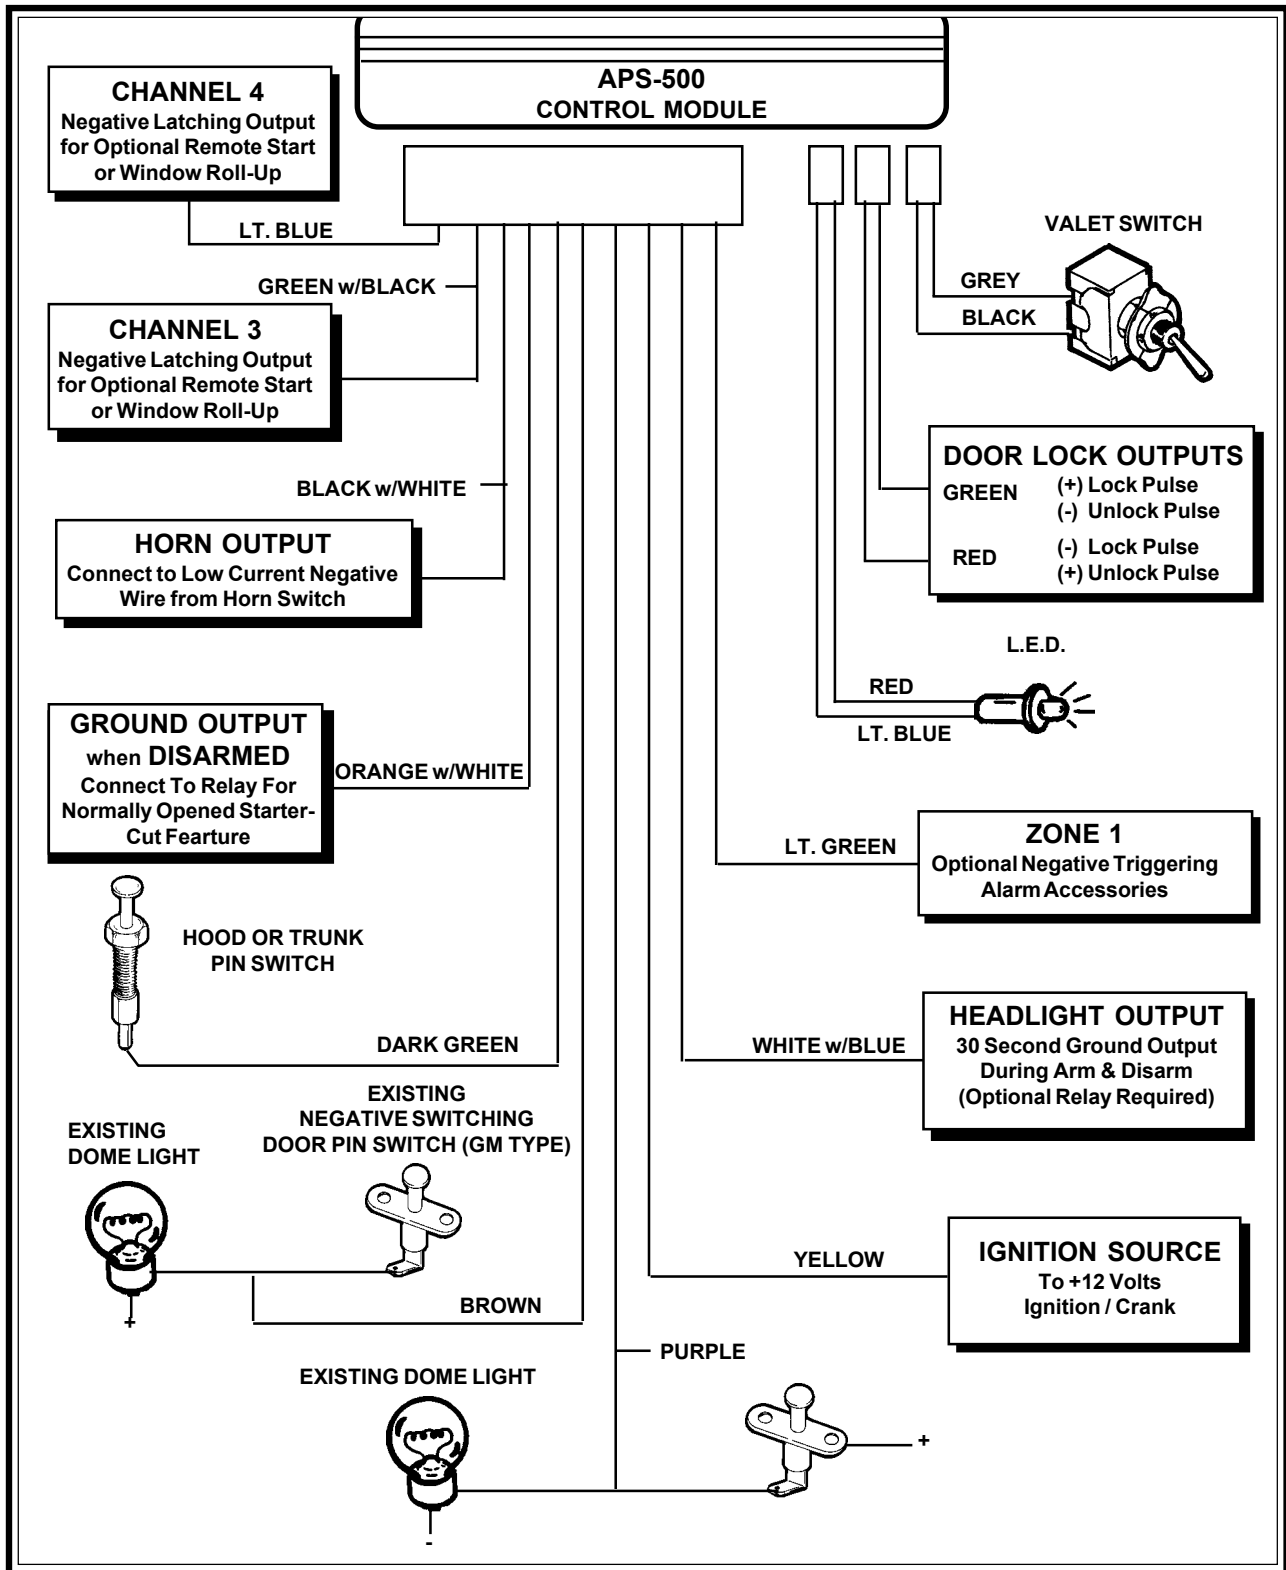 APS-500
CONTROL MODULE
CHANNEL 4
Negative Latching Output
for Optional Remote Start
or Window Roll-Up
LT. BLUE
GREEN w/BLACK
CHANNEL 3
Negative Latching Output
for Optional Remote Start
or Window Roll-Up
BLACK w/WHITE
HORN OUTPUT
Connect to Low Current Negative
Wire from Horn Switch
GROUND OUTPUT
when DISARMED
Connect To Relay For
Normally Opened Starter-
Cut Fearture
ORANGE w/WHITE
HOOD OR TRUNK
PIN SWITCH
DARK GREEN
EXISTING
NEGATIVE SWITCHING
DOOR PIN SWITCH (GM TYPE)
EXISTING
DOME LIGHT
+
BROWN
PURPLE
EXISTING DOME LIGHT
+
-
VALET SWITCH
GREY
BLACK
DOOR LOCK OUTPUTS
GREEN (+) Lock Pulse
(-) Unlock Pulse
RED (-) Lock Pulse
(+) Unlock Pulse
L.E.D.
RED
LT. BLUE
LT. GREEN
ZONE 1
Optional Negative Triggering
Alarm Accessories
WHITE w/BLUE
HEADLIGHT OUTPUT
30 Second Ground Output
During Arm & Disarm
(Optional Relay Required)
YELLOW
IGNITION SOURCE
To +12 Volts
Ignition / Crank